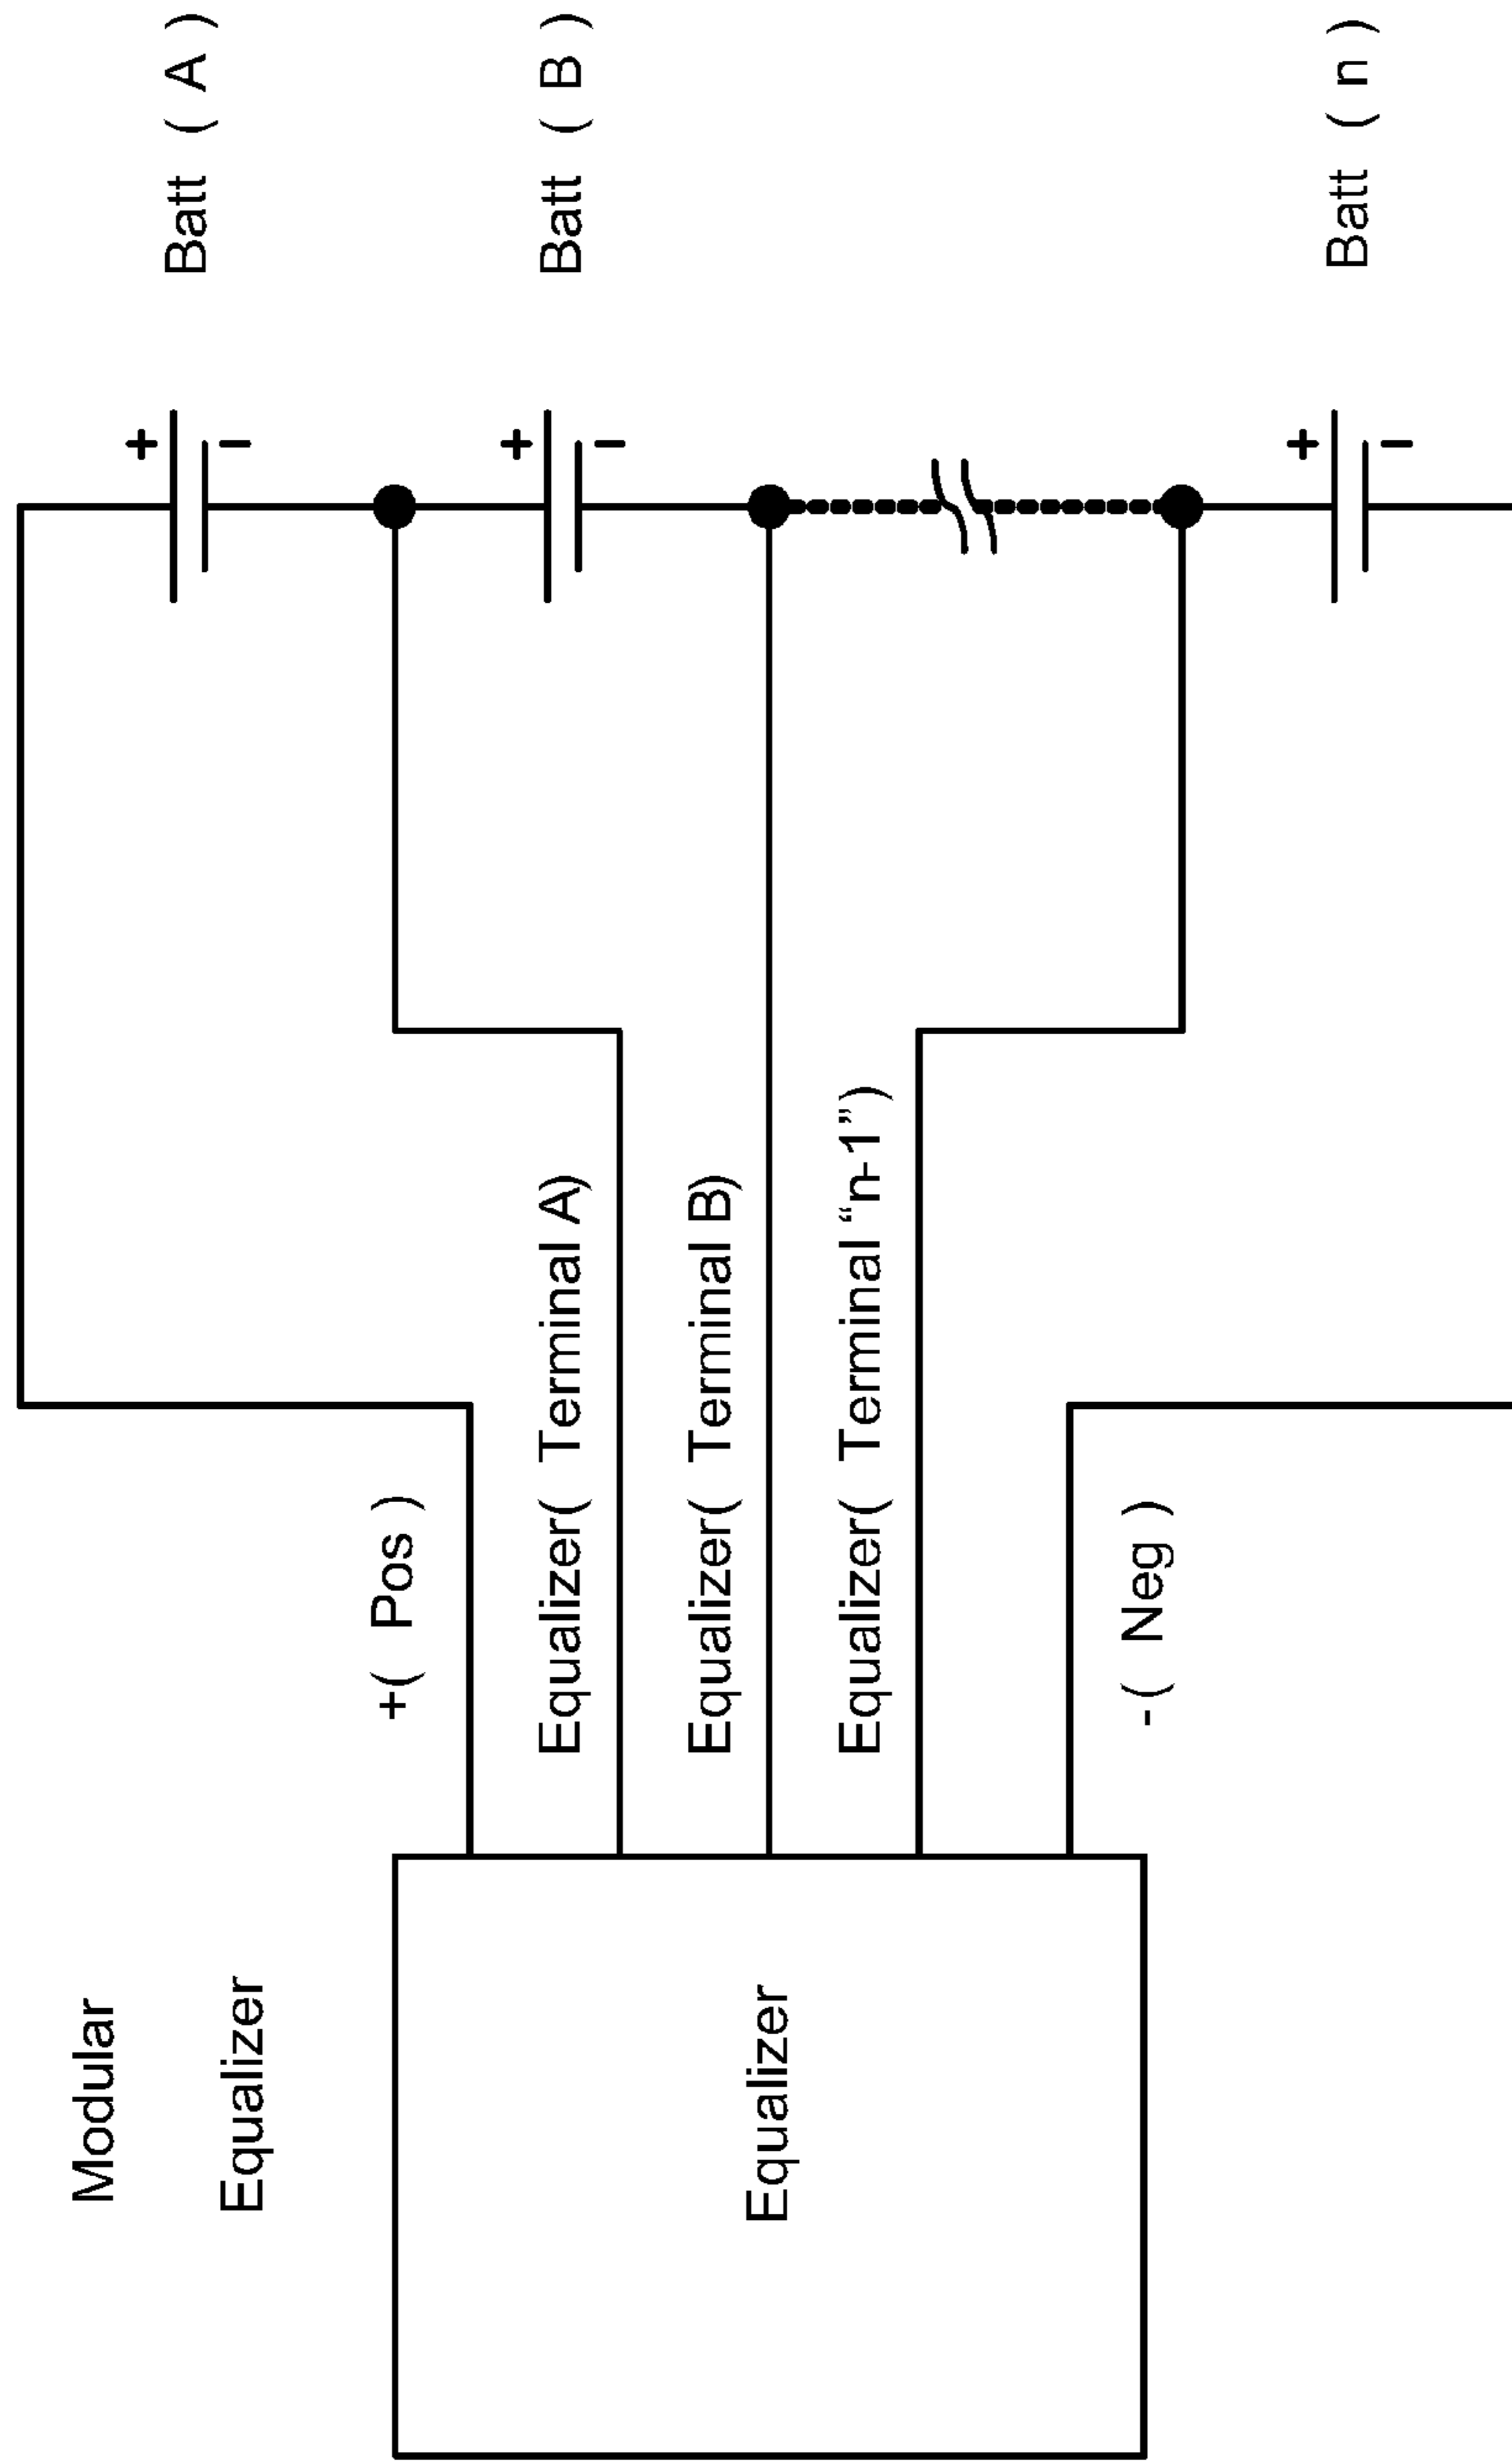 Modular
Equalizer
+( Pos )
Equalizer( Terminal A)
Equalizer( Terminal B)
Equalizer( Terminal “n-1”)
-( Neg )
Equalizer
+
-
Batt ( A )
+
-
Batt ( B )
+
-
Batt ( n )